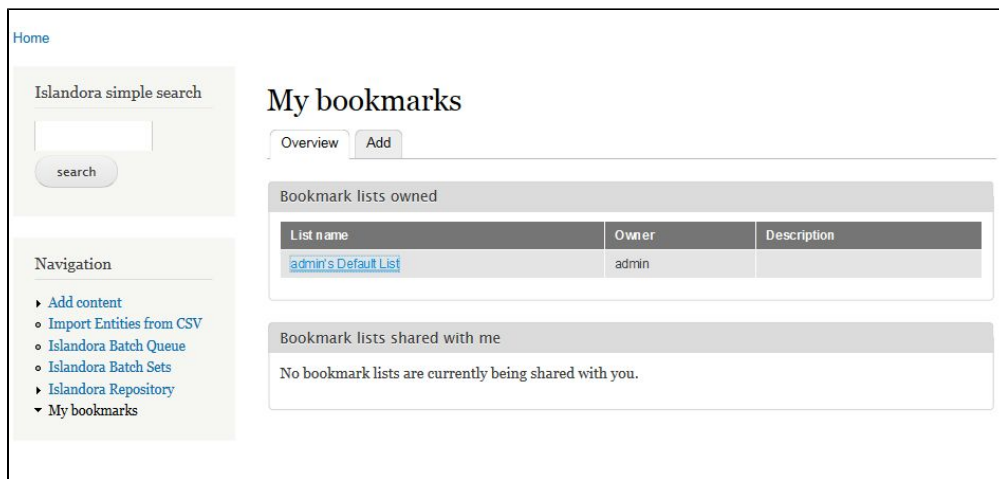 Home
Islandora simple search
search
Navigation
Add content
Import Entities from CSV
Islandora Batch Queue
Islandora Batch Sets
Islandora Repository
My bookmarks
My bookmarks
Overview Add
Bookmark lists owned
List name Owner Description
admin's Default List admin
Bookmark lists shared with me
No bookmark lists are currently being shared with you.